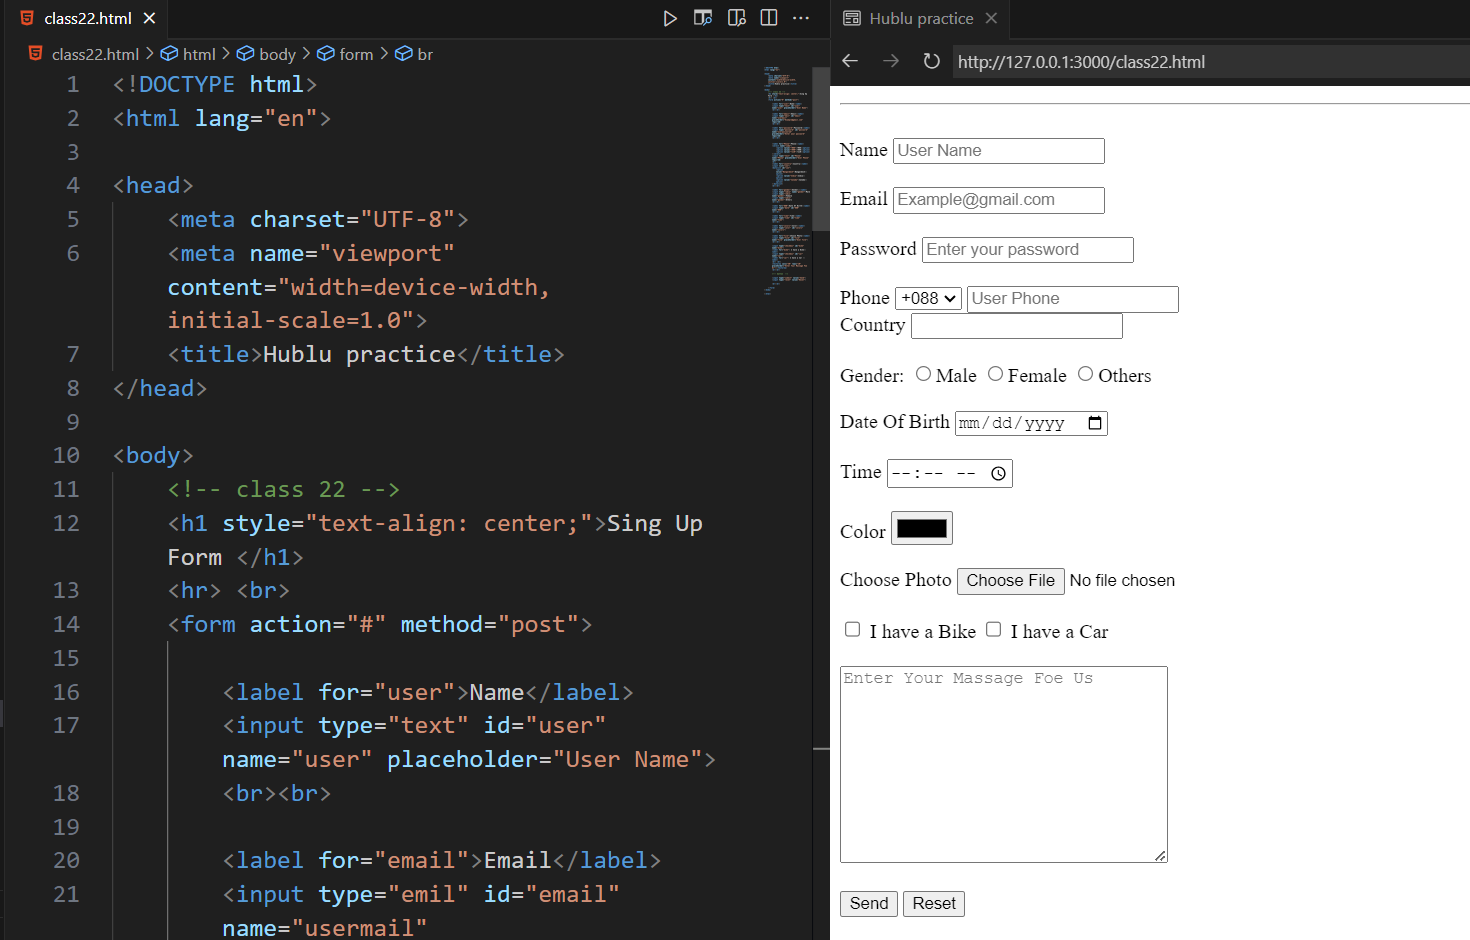 class22.html
class22.html > html > body > form > br
1 <!DOCTYPE html>
2 <html lang="en">
3
4 <head>
5 <meta charset="UTF-8">
6 <meta name="viewport"
content="width=device-width,
initial-scale=1.0">
7 <title>Hublu practice</title>
8 </head>
9
10 <body>
11 <!-- class 22 -->
12 <h1 style="text-align: center;">Sing Up
Form </h1>
13 <hr> <br>
14 <form action="#" method="post">
15
16 <label for="user">Name</label>
17 <input type="text" id="user"
name="user" placeholder="User Name">
18 <br><br>
19
20 <label for="email">Email</label>
21 <input type="emil" id="email"
name="usermail"
Hublu practice
http://127.0.0.1:3000/class22.html
Name User Name
Email Example@gmail.com
Password Enter your password
Phone +088 User Phone
Country
Gender: Male Female Others
Date Of Birth mm/dd/yyyy
Time --:-- --
Color
Choose Photo Choose File No file chosen
I have a Bike I have a Car
Enter Your Massage Foe Us
Send Reset